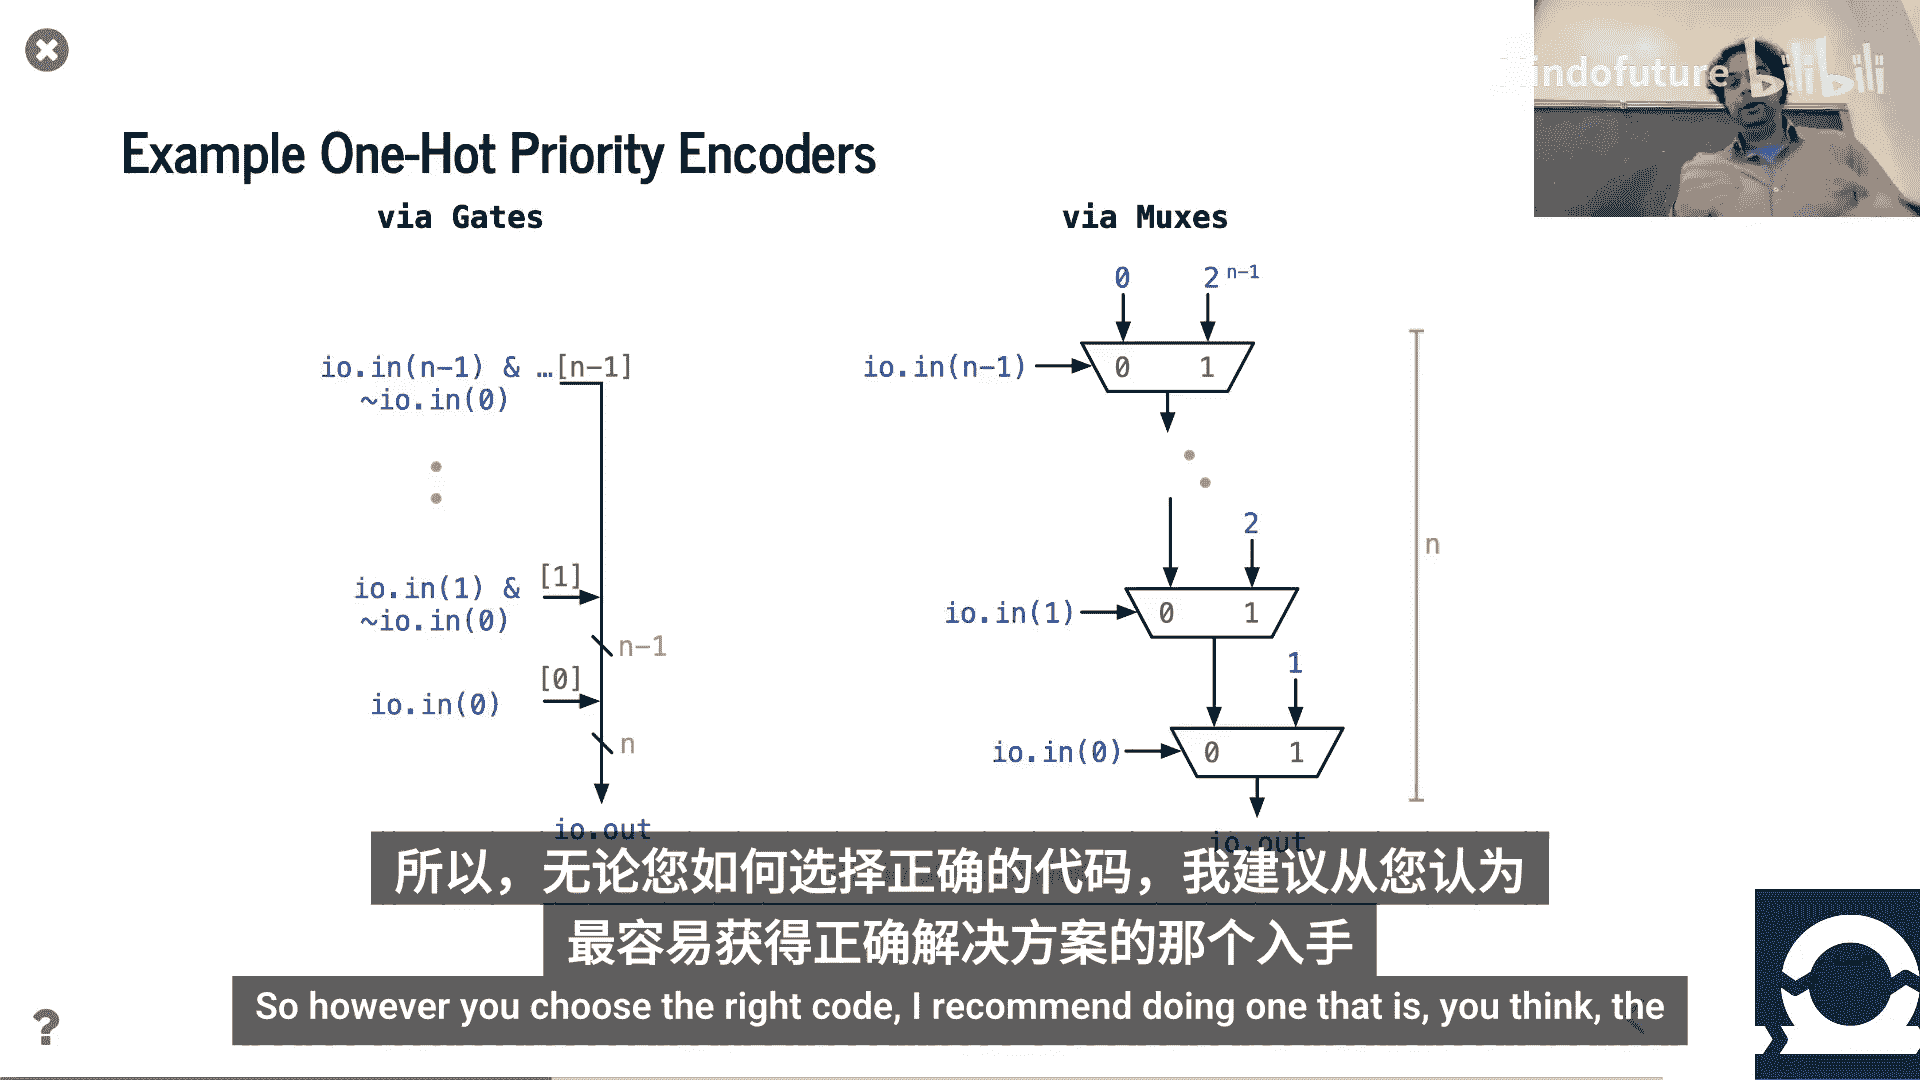 indofuture bilibili
Example One-Hot Priority Encoders
via Gates
io.in(n-1) & …[n-1]
~io.in(0)
[1]
io.in(1) &
~io.in(0)
n-1
[0]
io.in(0)
n
io.out
via Muxes
0 2 n-1
io.in(n-1) 0 1
2
io.in(1) 0 1
1
io.in(0) 0 1
n
io.out
所以，无论您如何选择正确的代码，我建议从您认为
最容易获得正确解决方案的那个入手
So however you choose the right code, I recommend doing one that is, you think, the
?